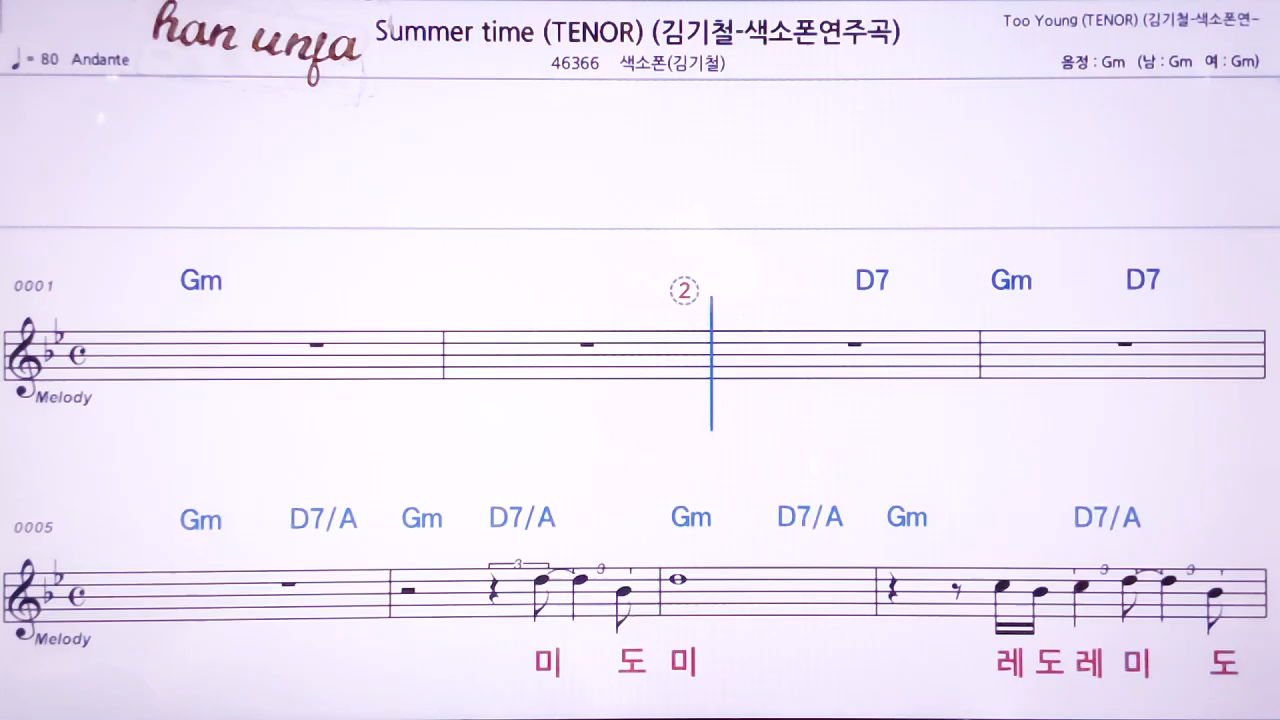 han unfa
Summer time (TENOR) (김기철-색소폰연주곡)
Too Young (TENOR) (김기철-색소폰연~
♩ = 80 Andante
46366 색소폰(김기철)
음정 : Gm (남 : Gm 여 : Gm)
0001 Gm ② D7 Gm D7
Melody
0005 Gm D7/A Gm D7/A Gm D7/A Gm D7/A
3 3 3 3
Melody
미 도 미 레 도 레 미 도